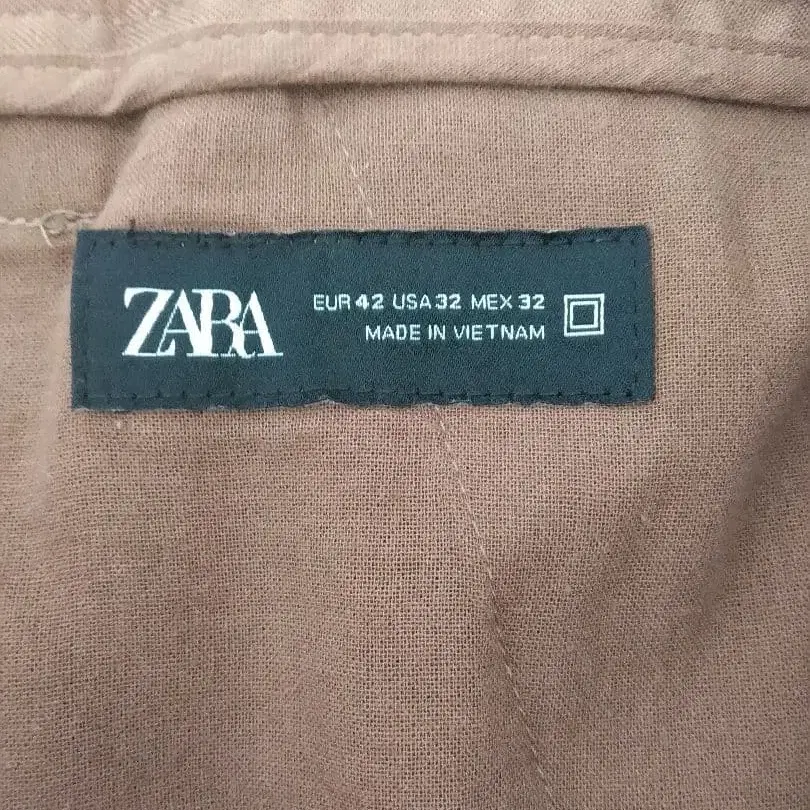 ZARA
EUR 42 USA 32 MEX 32
MADE IN VIETNAM